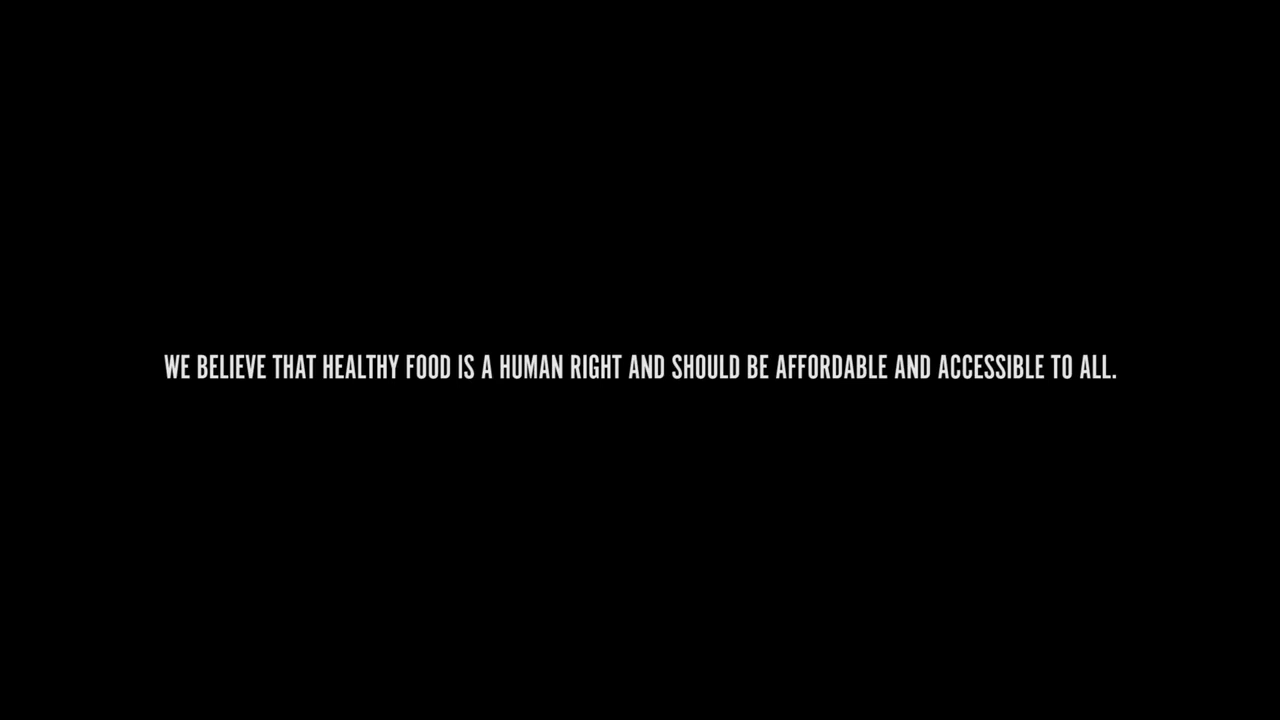 WE BELIEVE THAT HEALTHY FOOD IS A HUMAN RIGHT AND SHOULD BE AFFORDABLE AND ACCESSIBLE TO ALL.